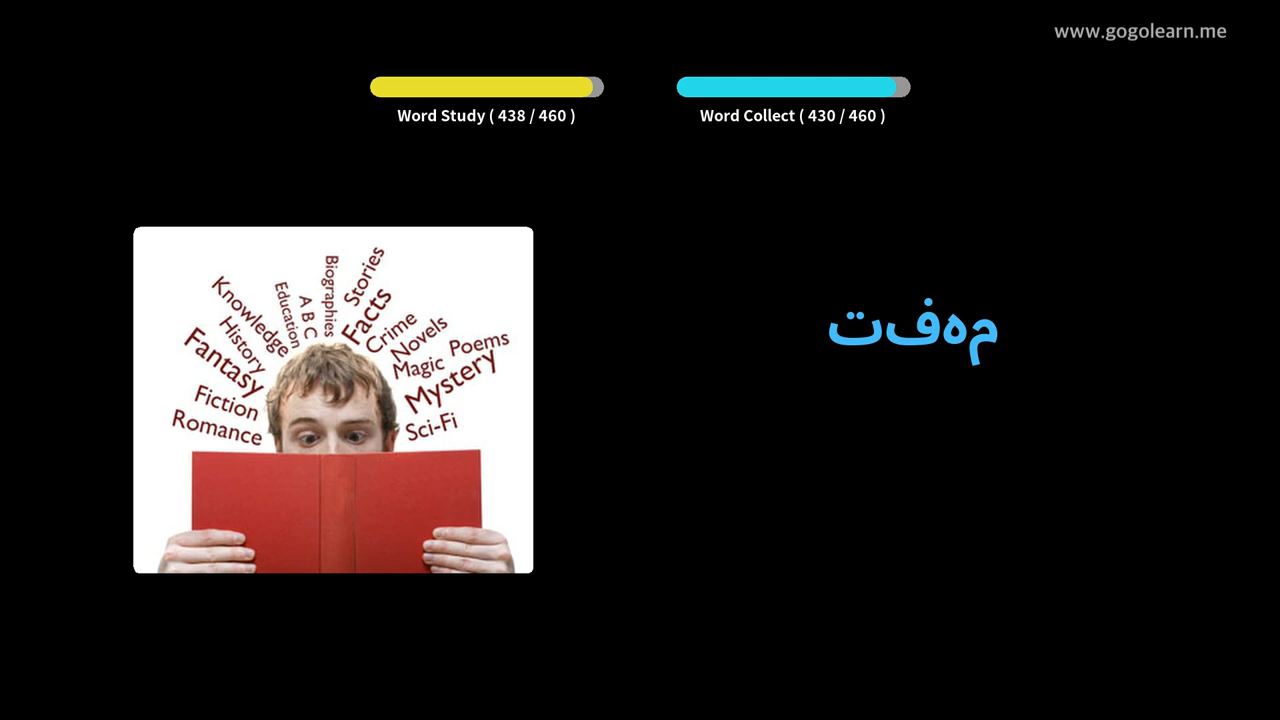 www.gogolearn.me
Word Study ( 438 / 460 )
Word Collect ( 430 / 460 )
Knowledge
History
Fantasy
Fiction
Romance
Education
A B C
Biographies
Stories
Facts
Crime
Novels
Magic
Poems
Mystery
Sci-Fi
مهفت